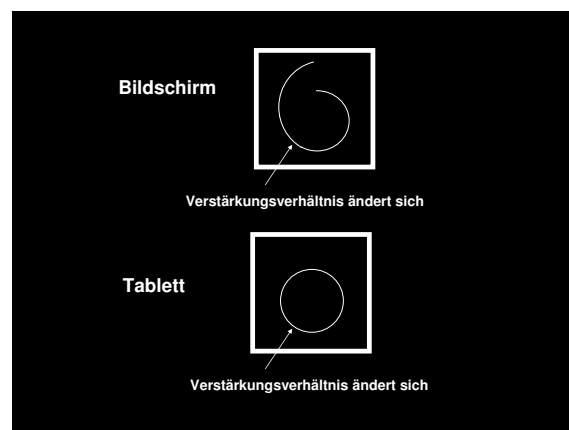 Bildschirm
Verstärkungsverhältnis ändert sich
Tablett
Verstärkungsverhältnis ändert sich